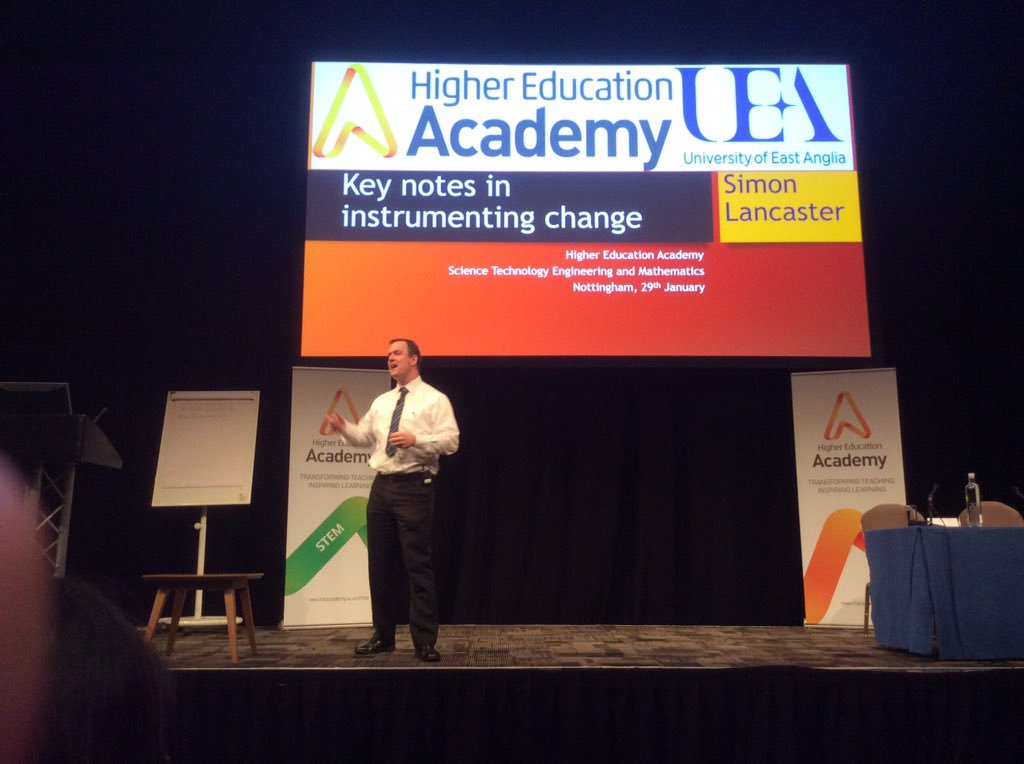 Higher Education
Academy
UEA
University of East Anglia
Key notes in
instrumenting change
Simon
Lancaster
Higher Education Academy
Science Technology Engineering and Mathematics
Nottingham, 29th January
Higher
Academy
TRANSFORMING TEACHING
INSPIRING LEARNING
STEM
Higher Education
Academy
TRANSFORMING TEACHING
INSPIRING LEARNING